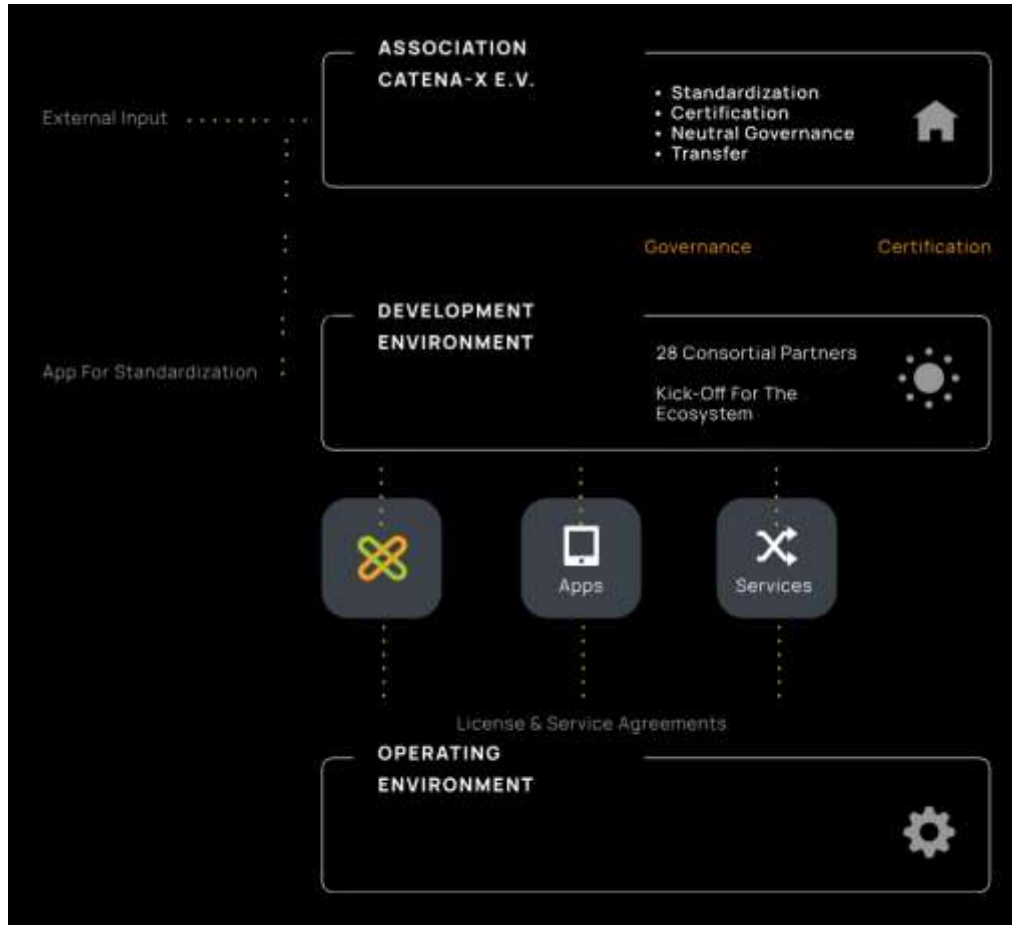 ASSOCIATION
CATENA-X E.V.
• Standardization
• Certification
• Neutral Governance
• Transfer
External Input
Governance
Certification
DEVELOPMENT
ENVIRONMENT
28 Consortial Partners
Kick-Off For The
Ecosystem
App For Standardization
Apps
Services
License & Service Agreements
OPERATING
ENVIRONMENT